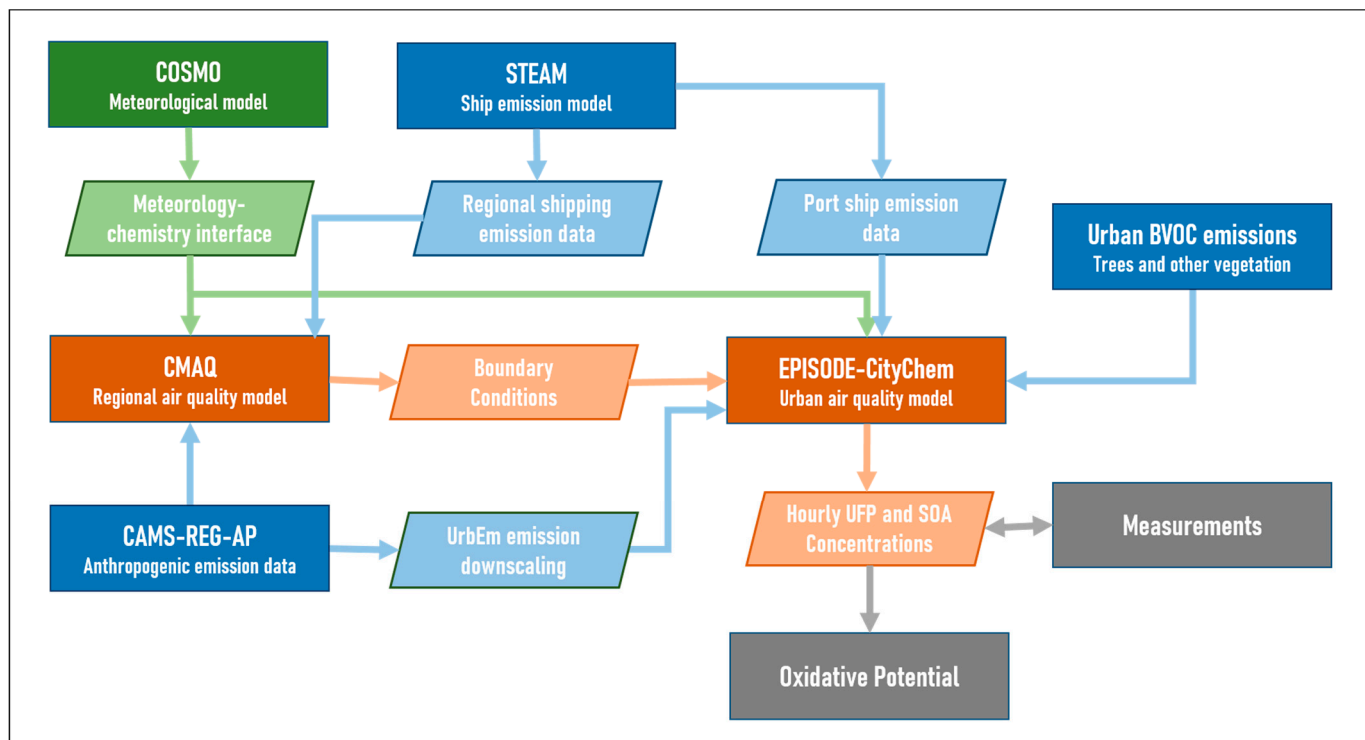 COSMO
Meteorological model
STEAM
Ship emission model
Meteorology-
chemistry interface
Regional shipping
emission data
Port ship emission
data
Urban BVOC emissions
Trees and other vegetation
CMAQ
Regional air quality model
Boundary
Conditions
EPISODE-CityChem
Urban air quality model
CAMS-REG-AP
Anthropogenic emission data
UrbEm emission
downscaling
Hourly UFP and SOA
Concentrations
Measurements
Oxidative Potential